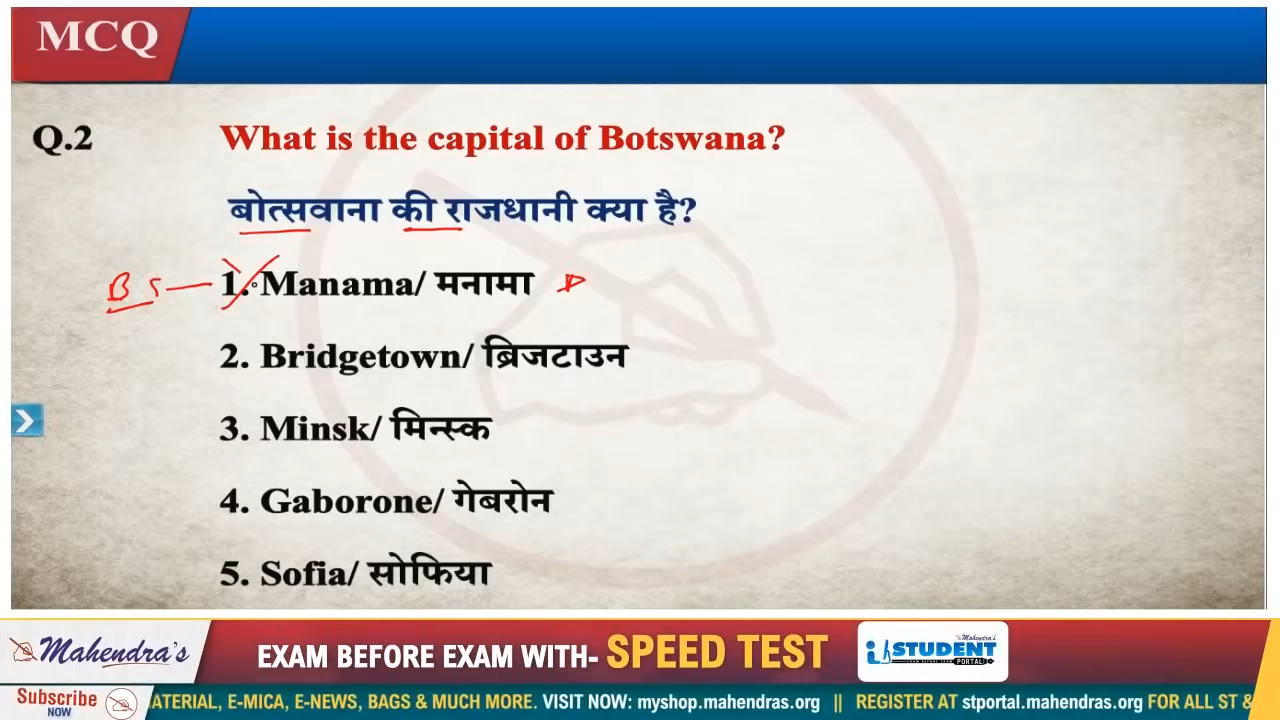 MCQ
Q.2 What is the capital of Botswana?
बोत्सवाना की राजधानी क्या है?
1. Manama/ मनामा
2. Bridgetown/ ब्रिजटाउन
3. Minsk/ मिन्स्क
4. Gaborone/ गेबरोन
5. Sofia/ सोफिया
Mahendra's
EXAM BEFORE EXAM WITH- SPEED TEST
Mahendra's
STUDENT
PORTAL
Subscribe
NOW
ATERIAL, E-MICA, E-NEWS, BAGS & MUCH MORE. VISIT NOW: myshop.mahendras.org || REGISTER AT stportal.mahendras.org FOR ALL ST &